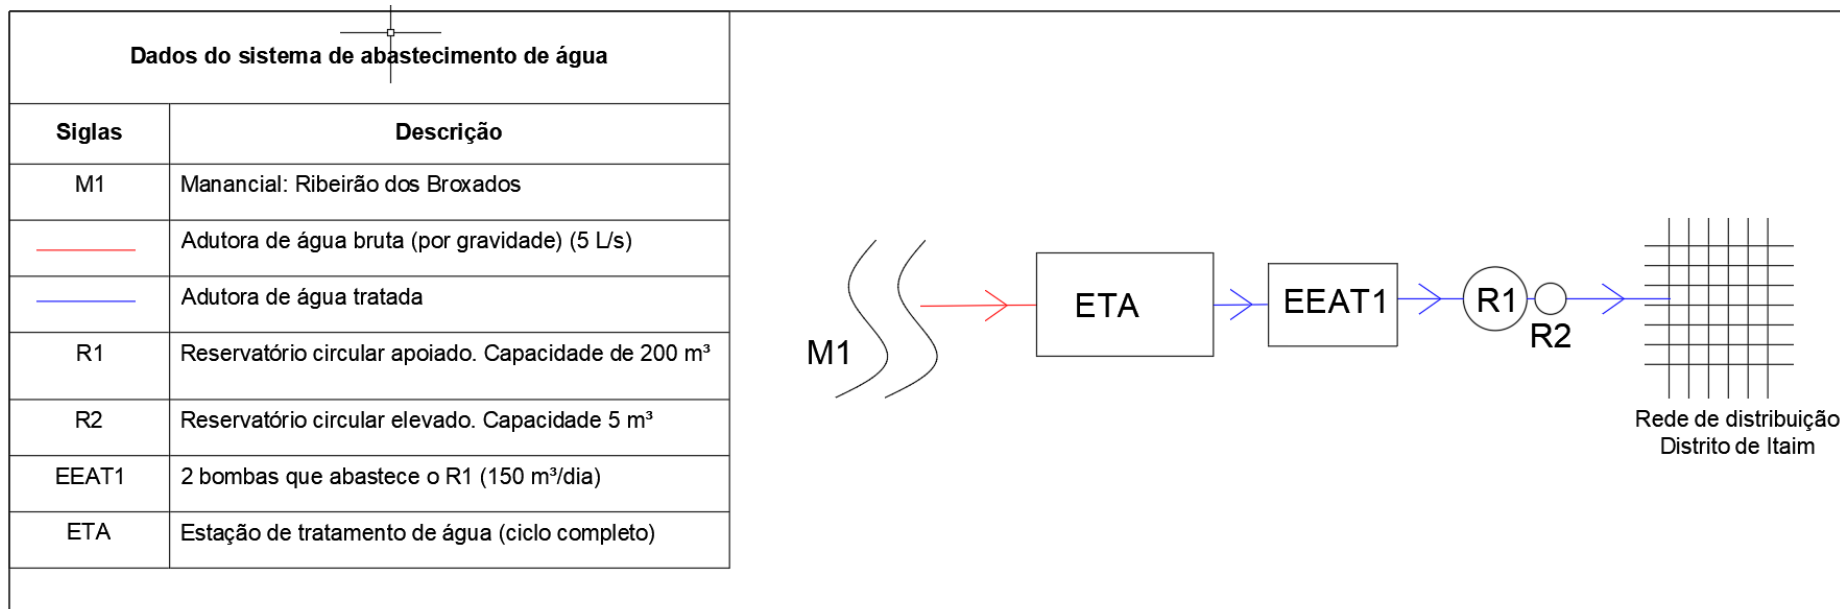 Dados do sistema de abastecimento de água
Siglas Descrição
M1 Manancial: Ribeirão dos Broxados
Adutora de água bruta (por gravidade) (5 L/s)
Adutora de água tratada
R1 Reservatório circular apoiado. Capacidade de 200 m³
R2 Reservatório circular elevado. Capacidade 5 m³
EEAT1 2 bombas que abastece o R1 (150 m³/dia)
ETA Estação de tratamento de água (ciclo completo)
M1
ETA
EEAT1
R1
R2
Rede de distribuição
Distrito de Itaim